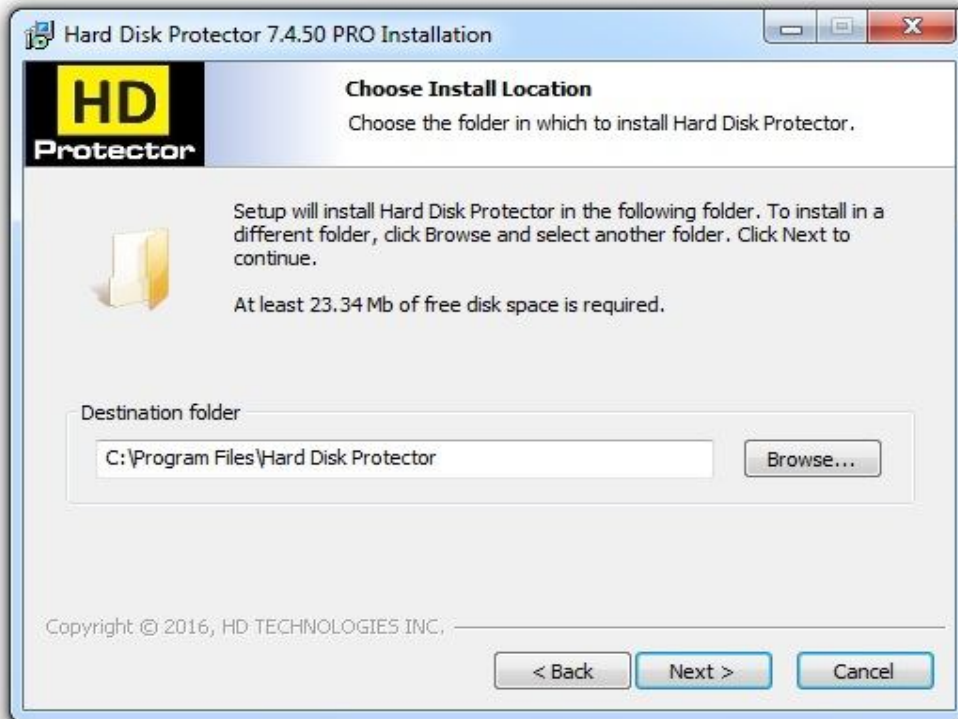 Hard Disk Protector 7.4.50 PRO Installation
HD
Protector
Choose Install Location
Choose the folder in which to install Hard Disk Protector.
Setup will install Hard Disk Protector in the following folder. To install in a
different folder, click Browse and select another folder. Click Next to
continue.
At least 23.34 Mb of free disk space is required.
Destination folder
C:\Program Files\Hard Disk Protector
Browse...
Copyright © 2016, HD TECHNOLOGIES INC.
< Back
Next >
Cancel